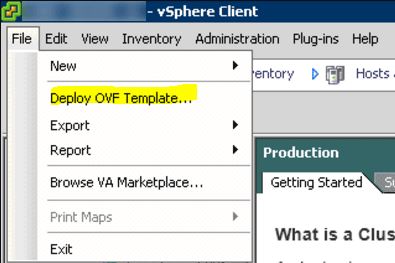 - vSphere Client
File Edit View Inventory Administration Plug-ins Help
New
Deploy OVF Template...
Export
Report
Browse VA Marketplace...
Print Maps
Exit
Hosts
Production
Getting Started
What is a Clus